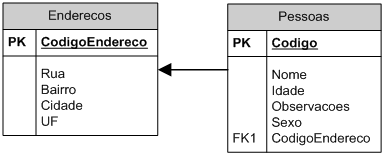 Enderecos
PK CodigoEndereco
Rua
Bairro
Cidade
UF
Pessoas
PK Codigo
Nome
Idade
Observacoes
Sexo
FK1 CodigoEndereco